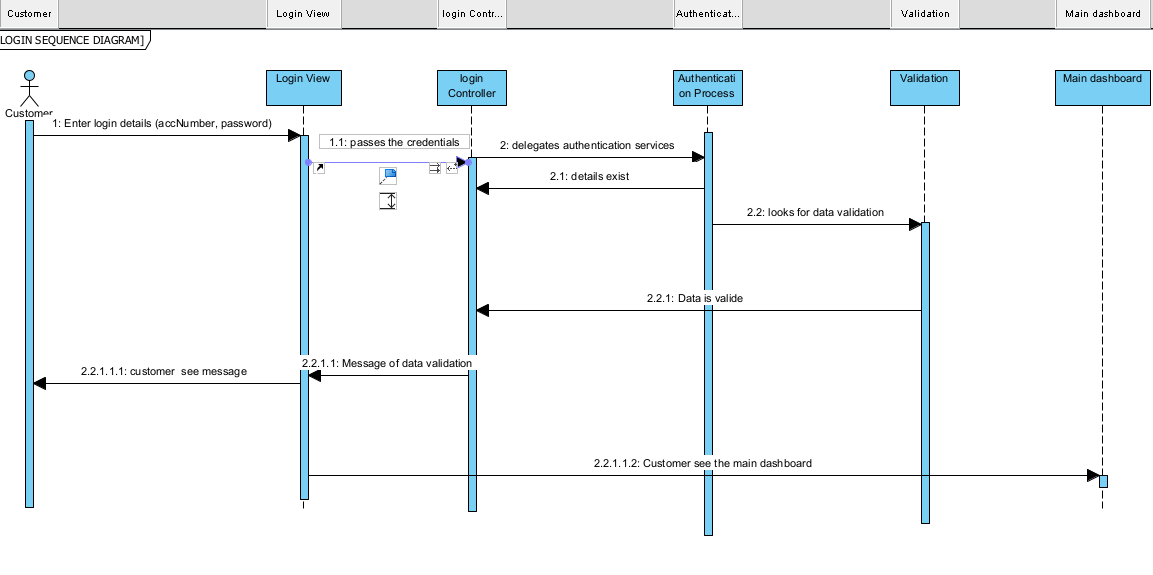 Customer
Login View
login Contr...
Authenticat...
Validation
Main dashboard
LOGIN SEQUENCE DIAGRAM]
Customer
Login View
login
Controller
Authenticati
on Process
Validation
Main dashboard
1: Enter login details (accNumber, password)
1.1: passes the credentials
2: delegates authentication services
2.1: details exist
2.2: looks for data validation
2.2.1: Data is valide
2.2.1.1: Message of data validation
2.2.1.1.1: customer  see message
2.2.1.1.2: Customer see the main dashboard